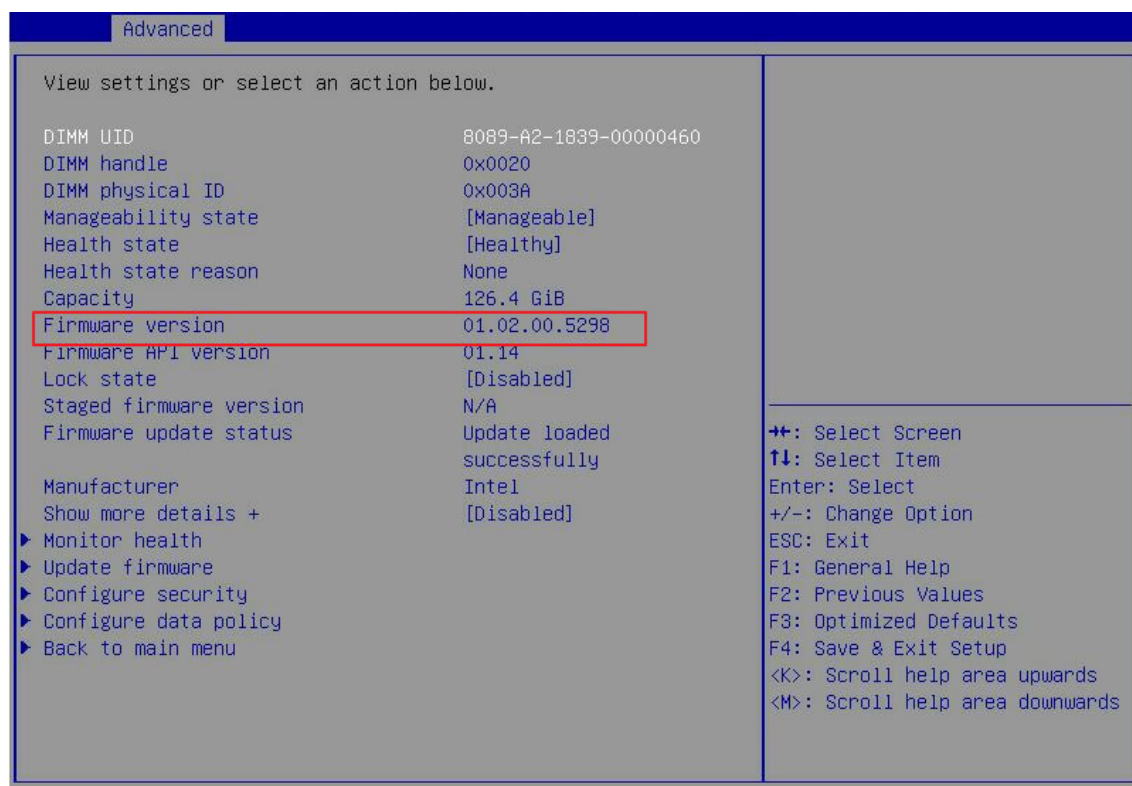 Advanced
View settings or select an action below.
DIMM UID 8089-A2-1839-00000460
DIMM handle 0x0020
DIMM physical ID 0x003A
Manageability state [Manageable]
Health state [Healthy]
Health state reason None
Capacity 126.4 GiB
Firmware version 01.02.00.5298
Firmware API version 01.14
Lock state [Disabled]
Staged firmware version N/A
Firmware update status Update loaded
successfully
Manufacturer Intel
Show more details + [Disabled]
Monitor health
Update firmware
Configure security
Configure data policy
Back to main menu
→←: Select Screen
↑↓: Select Item
Enter: Select
+/-: Change Option
ESC: Exit
F1: General Help
F2: Previous Values
F3: Optimized Defaults
F4: Save & Exit Setup
<K>: Scroll help area upwards
<M>: Scroll help area downwards